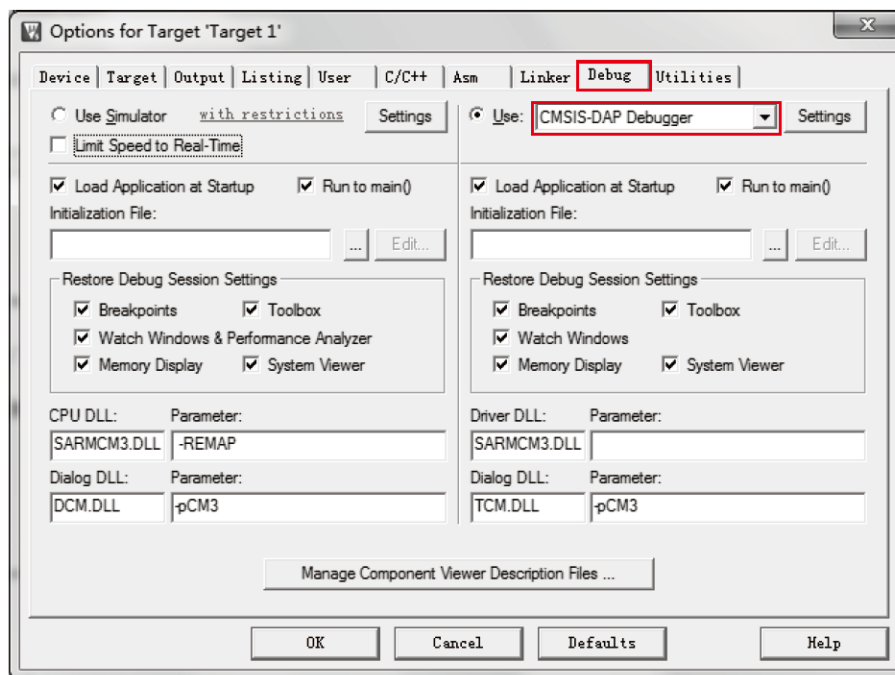 Options for Target 'Target 1'
Device Target Output Listing User C/C++ Asm Linker Debug Utilities
Use Simulator with restrictions Settings Use: CMSIS-DAP Debugger Settings
Limit Speed to Real-Time
Load Application at Startup Run to main() Load Application at Startup Run to main()
Initialization File: Initialization File:
... Edit... ... Edit...
Restore Debug Session Settings Restore Debug Session Settings
Breakpoints Toolbox Breakpoints Toolbox
Watch Windows & Performance Analyzer Watch Windows
Memory Display System Viewer Memory Display System Viewer
CPU DLL: Parameter: Driver DLL: Parameter:
SARMCM3.DLL -REMAP SARMCM3.DLL
Dialog DLL: Parameter: Dialog DLL: Parameter:
DCM.DLL -pCM3 TCM.DLL -pCM3
Manage Component Viewer Description Files ...
OK Cancel Defaults Help